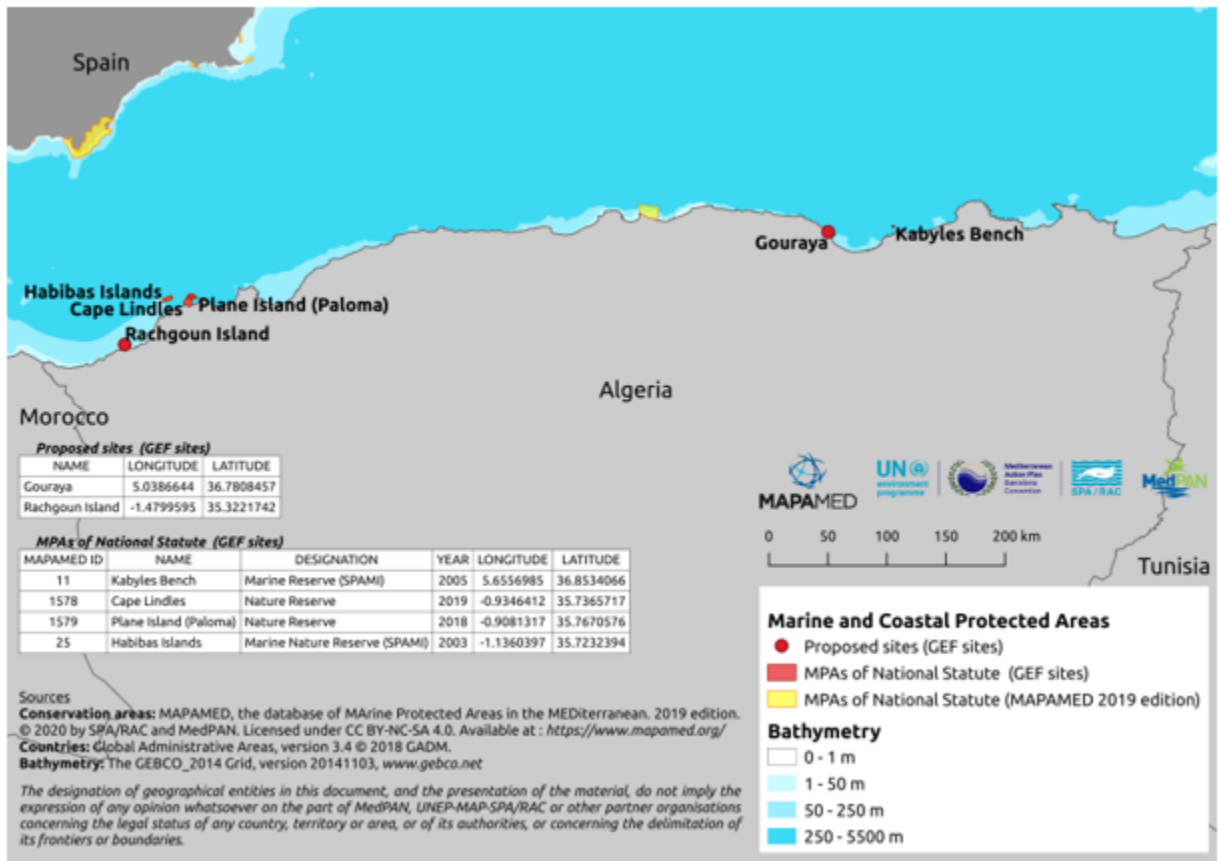 Spain
Gouraya
Kabyles Bench
Habibas Islands
Cape Lindles
Plane Island (Paloma)
Rachgoun Island
Algeria
Morocco
Tunisia
Proposed sites (GEF sites)
NAME LONGITUDE LATITUDE
Gouraya 5.0386644 36.7808457
Rachgoun Island -1.4799595 35.3221742
MPAs of National Statute (GEF sites)
MAPAMED ID NAME DESIGNATION YEAR LONGITUDE LATITUDE
11 Kabyles Bench Marine Reserve (SPAMI) 2005 5.6556985 36.8534066
1578 Cape Lindles Nature Reserve 2019 -0.9346412 35.7365717
1579 Plane Island (Paloma) Nature Reserve 2018 -0.9081317 35.7670576
25 Habibas Islands Marine Nature Reserve (SPAMI) 2003 -1.1360397 35.7232394
Sources
Conservation areas: MAPAMED, the database of MArine Protected Areas in the MEDiterranean. 2019 edition.
© 2020 by SPA/RAC and MedPAN. Licensed under CC BY-NC-SA 4.0. Available at : https://www.mapamed.org/
Countries: Global Administrative Areas, version 3.4 © 2018 GADM.
Bathymetry: The GEBCO_2014 Grid, version 20141103, www.gebco.net
The designation of geographical entities in this document, and the presentation of the material, do not imply the
expression of any opinion whatsoever on the part of MedPAN, UNEP-MAP-SPA/RAC or other partner organisations
concerning the legal status of any country, territory or area, or of its authorities, or concerning the delimitation of
its frontiers or boundaries.
MAPAMED
UN
environment
programme
Mediterranean
Action Plan
Barcelona
Convention
SPA/RAC
MedPAN
0 50 100 200 km
Marine and Coastal Protected Areas
Proposed sites (GEF sites)
MPAs of National Statute (GEF sites)
MPAs of National Statute (MAPAMED 2019 edition)
Bathymetry
0 - 1 m
1 - 50 m
50 - 250 m
250 - 5500 m